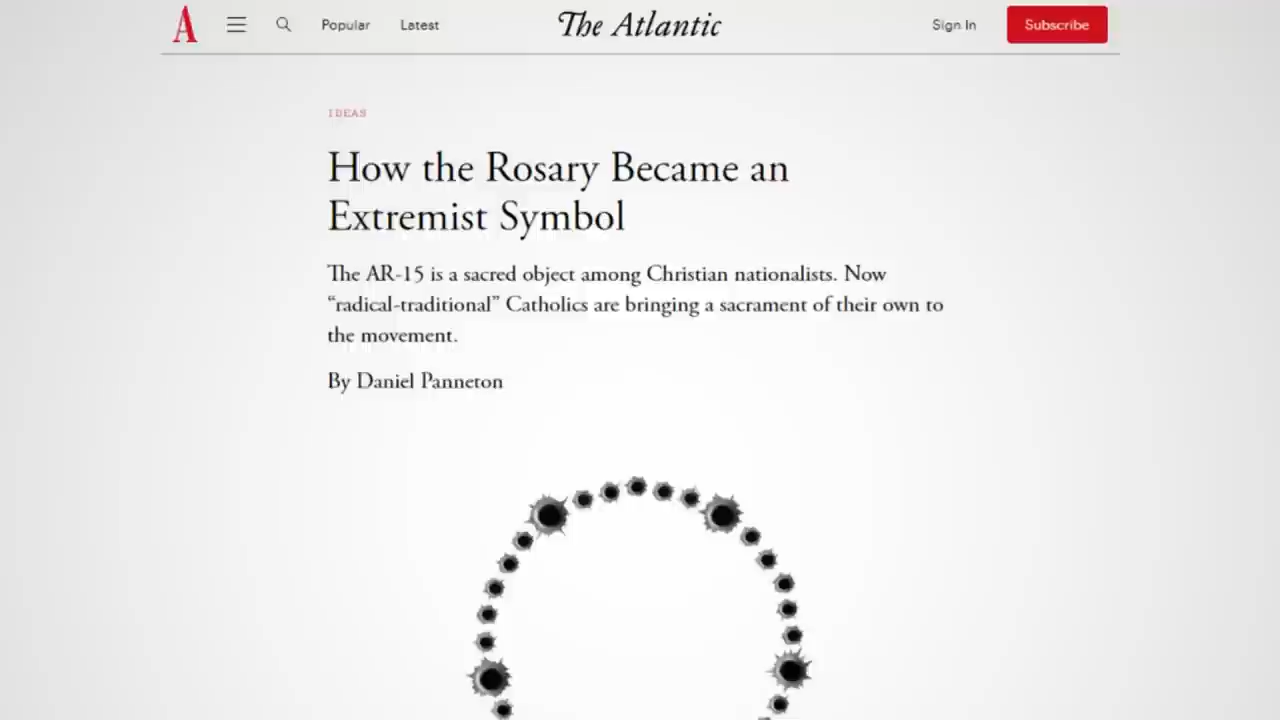 A Popular Latest The Atlantic Sign In Subscribe
IDEAS
How the Rosary Became an
Extremist Symbol
The AR-15 is a sacred object among Christian nationalists. Now
“radical-traditional” Catholics are bringing a sacrament of their own to
the movement.
By Daniel Panneton